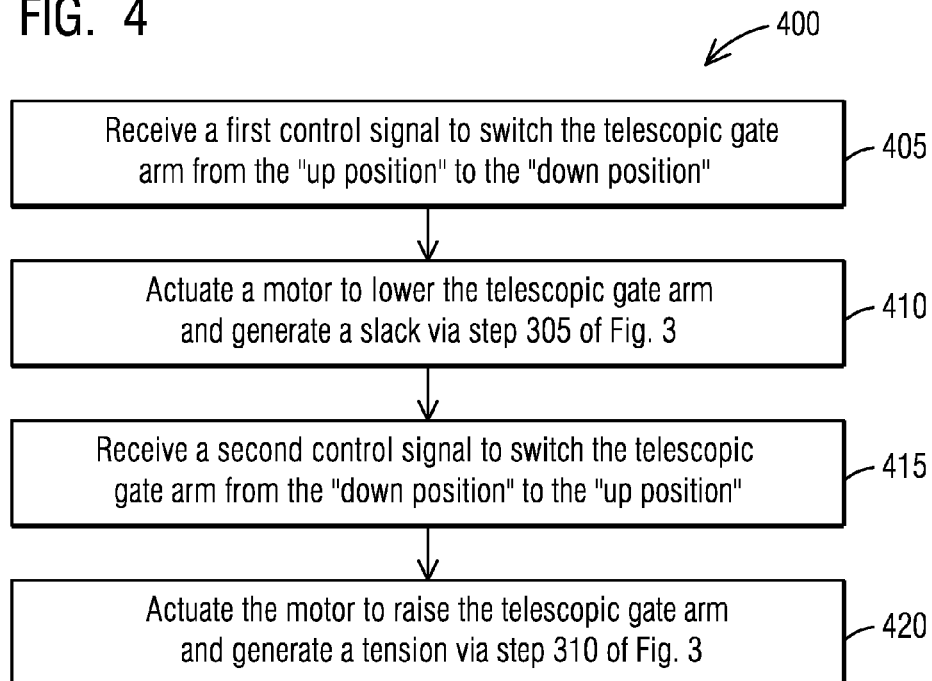 FIG. 4
400
Receive a first control signal to switch the telescopic gate
arm from the "up position" to the "down position"
405
Actuate a motor to lower the telescopic gate arm
and generate a slack via step 305 of Fig. 3
410
Receive a second control signal to switch the telescopic
gate arm from the "down position" to the "up position"
415
Actuate the motor to raise the telescopic gate arm
and generate a tension via step 310 of Fig. 3
420